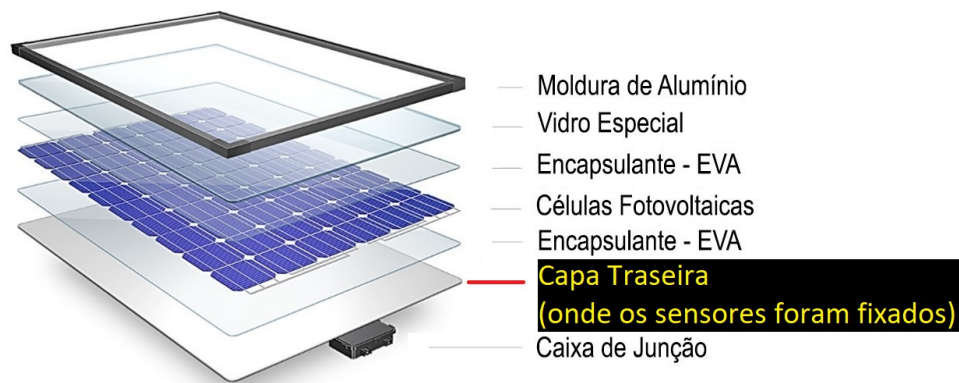 Moldura de Alumínio
Vidro Especial
Encapsulante - EVA
Células Fotovoltaicas
Encapsulante - EVA
Capa Traseira
(onde os sensores foram fixados)
Caixa de Junção